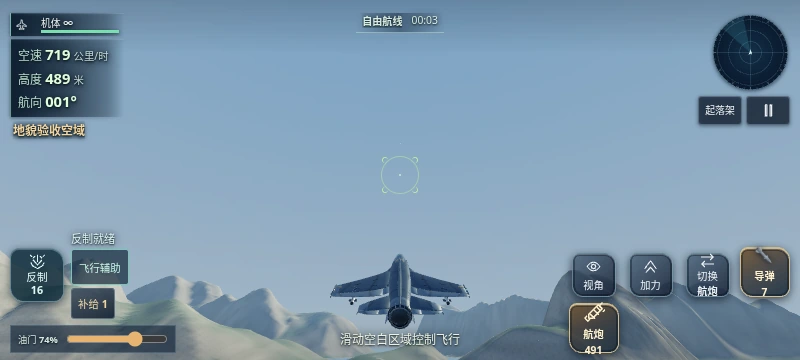 机体 ∞
自由航线 00:03
空速 719 公里/时
高度 489 米
航向 001°
地貌验收空域
起落架
反制就绪
反制
16
飞行辅助
补给 1
油门 74%
滑动空白区域控制飞行
视角
加力
切换
航炮
导弹
7
航炮
491